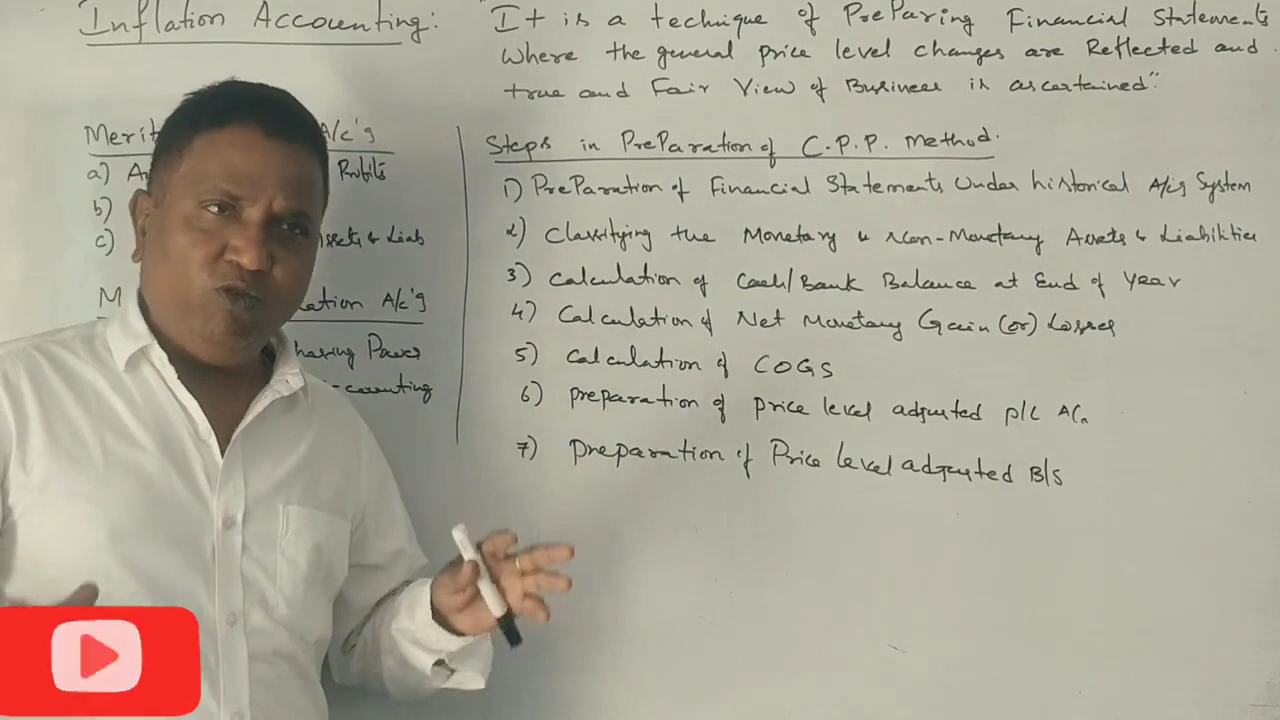 Inflation Accounting: "It is a technique of Preparing Financial Statements
Where the general price level changes are Reflected and
true and Fair View of Business is ascertained"
Merit A/c's
a) Profits
b)
c) & Liab
M A/c's
Power
Steps in Preparation of C.P.P. Method.
1) Preparation of Financial Statements Under historical A/c's System
2) Classifying the Monetary & Non-Monetary Assets & Liabilities
3) Calculation of Cash/Bank Balance at End of Year
4) Calculation of Net Monetary Gain (or) Losses
5) Calculation of COGS
6) preparation of price level adjusted P/L A/c.
7) preparation of Price level adjusted B/S